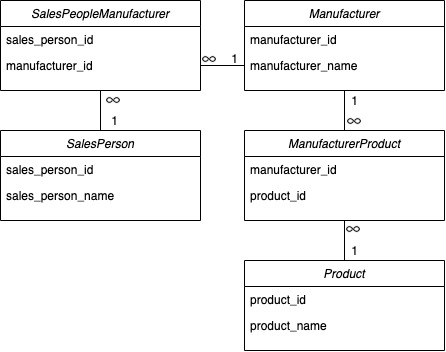 SalesPeopleManufacturer
sales_person_id
manufacturer_id
Manufacturer
manufacturer_id
manufacturer_name
∞ 1
∞
1
1
∞
SalesPerson
sales_person_id
sales_person_name
ManufacturerProduct
manufacturer_id
product_id
∞
1
Product
product_id
product_name